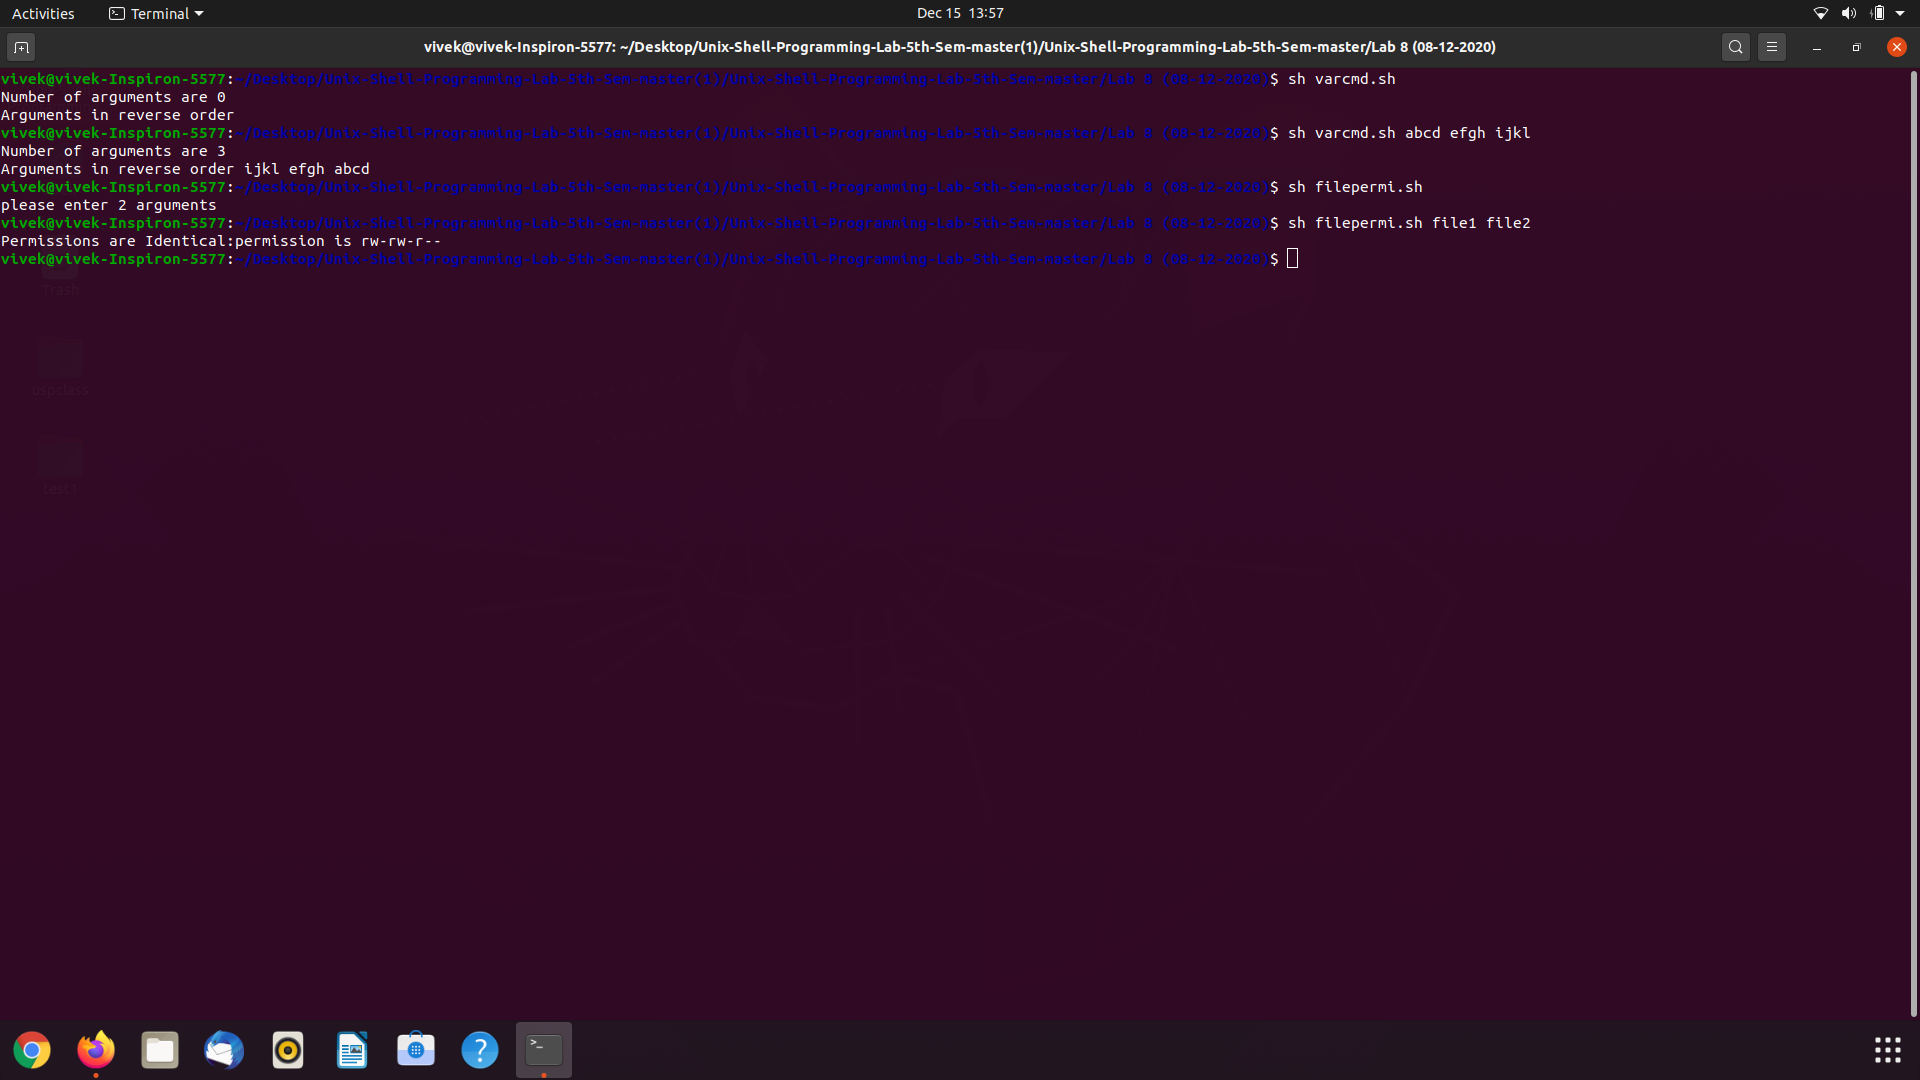 Activities Terminal Dec 15 13:57
vivek@vivek-Inspiron-5577: ~/Desktop/Unix-Shell-Programming-Lab-5th-Sem-master(1)/Unix-Shell-Programming-Lab-5th-Sem-master/Lab 8 (08-12-2020)
vivek@vivek-Inspiron-5577:~/Desktop/Unix-Shell-Programming-Lab-5th-Sem-master(1)/Unix-Shell-Programming-Lab-5th-Sem-master/Lab 8 (08-12-2020)$ sh varcmd.sh
Number of arguments are 0
Arguments in reverse order
vivek@vivek-Inspiron-5577:~/Desktop/Unix-Shell-Programming-Lab-5th-Sem-master(1)/Unix-Shell-Programming-Lab-5th-Sem-master/Lab 8 (08-12-2020)$ sh varcmd.sh abcd efgh ijkl
Number of arguments are 3
Arguments in reverse order ijkl efgh abcd
vivek@vivek-Inspiron-5577:~/Desktop/Unix-Shell-Programming-Lab-5th-Sem-master(1)/Unix-Shell-Programming-Lab-5th-Sem-master/Lab 8 (08-12-2020)$ sh filepermi.sh
please enter 2 arguments
vivek@vivek-Inspiron-5577:~/Desktop/Unix-Shell-Programming-Lab-5th-Sem-master(1)/Unix-Shell-Programming-Lab-5th-Sem-master/Lab 8 (08-12-2020)$ sh filepermi.sh file1 file2
Permissions are Identical:permission is rw-rw-r--
vivek@vivek-Inspiron-5577:~/Desktop/Unix-Shell-Programming-Lab-5th-Sem-master(1)/Unix-Shell-Programming-Lab-5th-Sem-master/Lab 8 (08-12-2020)$
Trash
uspclass
test1